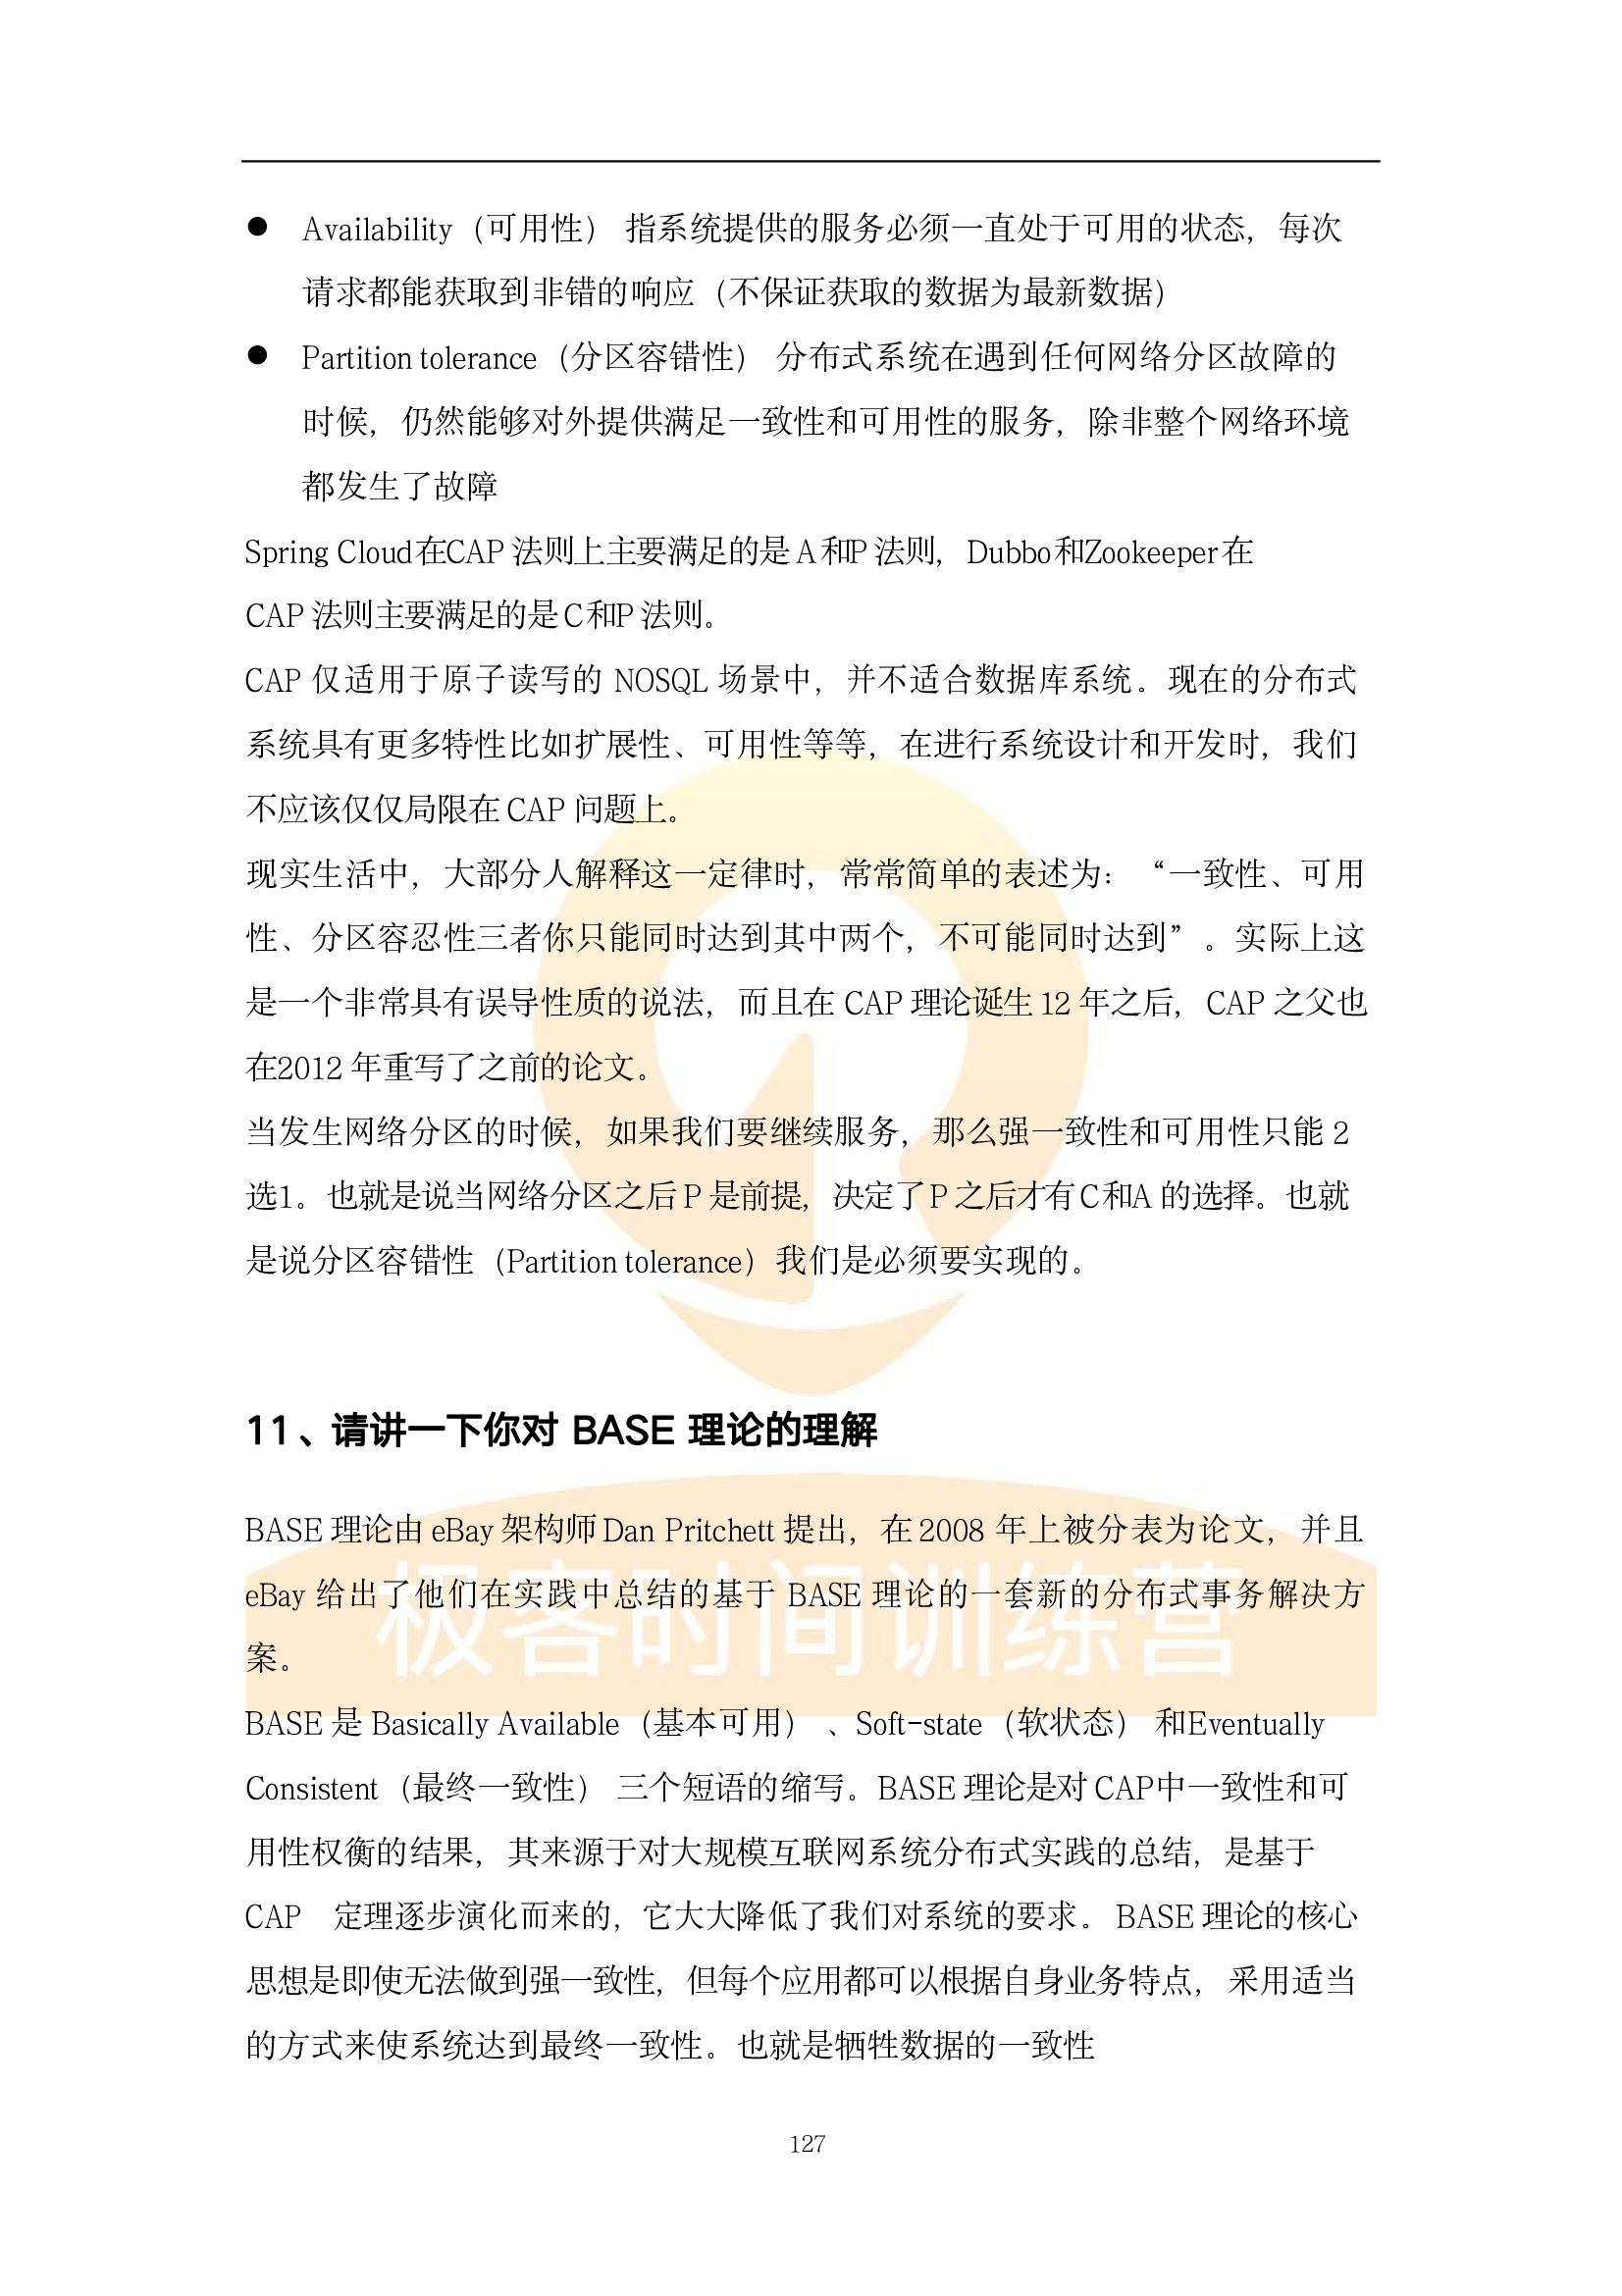 ● Availability（可用性） 指系统提供的服务必须一直处于可用的状态，每次
请求都能获取到非错的响应（不保证获取的数据为最新数据）
● Partition tolerance（分区容错性） 分布式系统在遇到任何网络分区故障的
时候，仍然能够对外提供满足一致性和可用性的服务，除非整个网络环境
都发生了故障
Spring Cloud在CAP 法则上主要满足的是A和P法则，Dubbo和Zookeeper在
CAP 法则主要满足的是C和P法则。
CAP 仅适用于原子读写的 NOSQL 场景中，并不适合数据库系统。现在的分布式
系统具有更多特性比如扩展性、可用性等等，在进行系统设计和开发时，我们
不应该仅仅局限在 CAP 问题上。
现实生活中，大部分人解释这一定律时，常常简单的表述为：“一致性、可用
性、分区容忍性三者你只能同时达到其中两个，不可能同时达到”。实际上这
是一个非常具有误导性质的说法，而且在 CAP 理论诞生 12 年之后，CAP 之父也
在2012 年重写了之前的论文。
当发生网络分区的时候，如果我们要继续服务，那么强一致性和可用性只能 2
选1。也就是说当网络分区之后 P 是前提，决定了 P 之后才有C和A 的选择。也就
是说分区容错性（Partition tolerance）我们是必须要实现的。
11、请讲一下你对 BASE 理论的理解
BASE 理论由 eBay 架构师Dan Pritchett 提出，在 2008 年上被分表为论文，并且
eBay 给出了他们在实践中总结的基于 BASE 理论的一套新的分布式事务解决方
案。
极客时间训练营
BASE 是 Basically Available（基本可用） 、Soft-state（软状态） 和Eventually
Consistent（最终一致性） 三个短语的缩写。BASE 理论是对 CAP中一致性和可
用性权衡的结果，其来源于对大规模互联网系统分布式实践的总结，是基于
CAP 定理逐步演化而来的，它大大降低了我们对系统的要求。BASE 理论的核心
思想是即使无法做到强一致性，但每个应用都可以根据自身业务特点，采用适当
的方式来使系统达到最终一致性。也就是牺牲数据的一致性
127